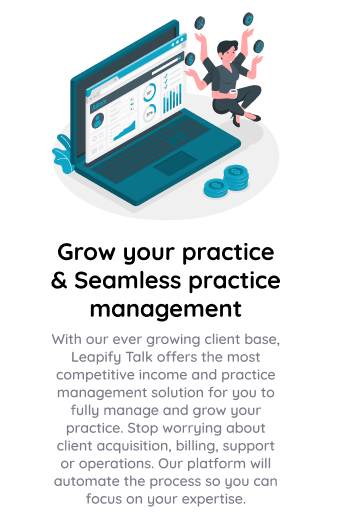 Grow your practice
& Seamless practice
management
With our ever growing client base,
Leapify Talk offers the most
competitive income and practice
management solution for you to
fully manage and grow your
practice. Stop worrying about
client acquisition, billing, support
or operations. Our platform will
automate the process so you can
focus on your expertise.